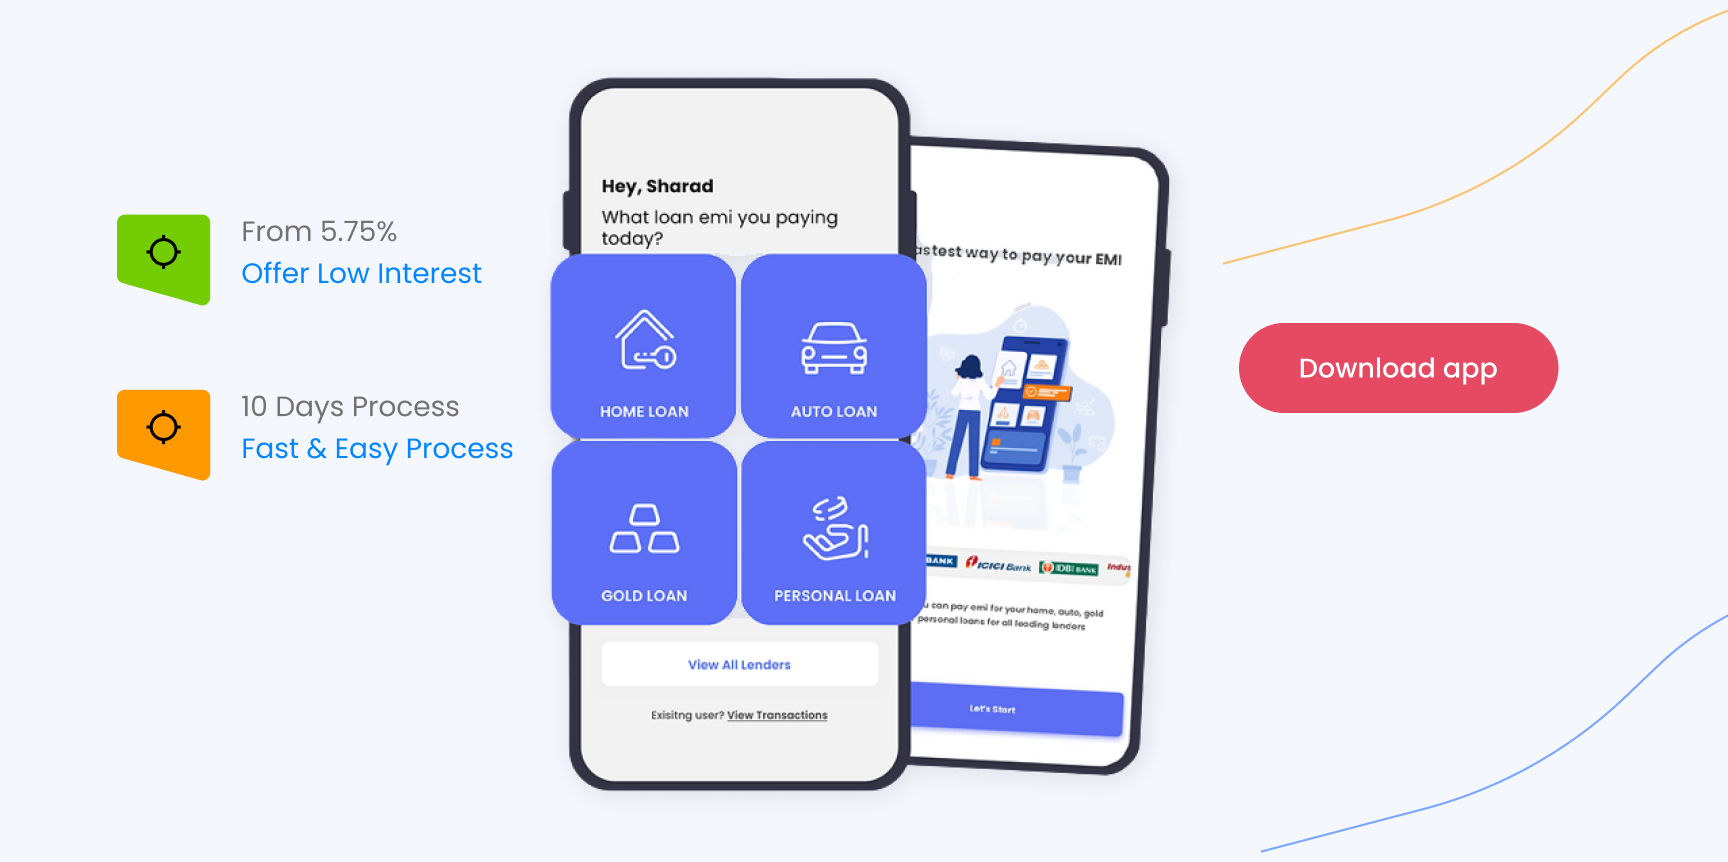 From 5.75%
Offer Low Interest
10 Days Process
Fast & Easy Process
Hey, Sharad
What loan emi you paying
today?
HOME LOAN
AUTO LOAN
GOLD LOAN
PERSONAL LOAN
View All Lenders
Exisitng user? View Transactions
astest way to pay your EMI
BANK
ICICI Bank
IDBI BANK
Indus
u can pay emi for your home, auto, gold
personal loans for all leading lenders
Let's Start
Download app